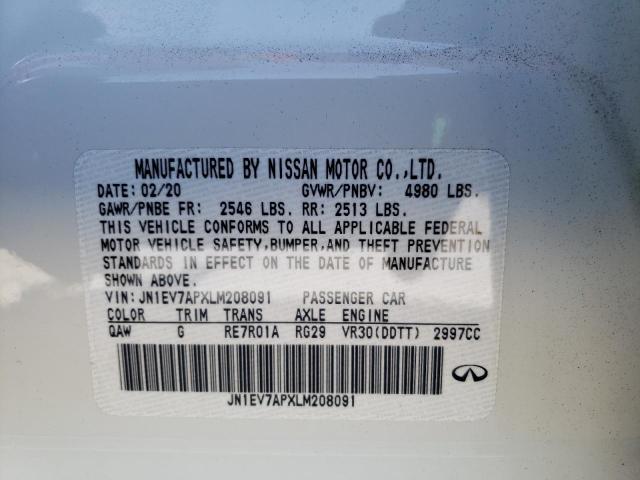 MANUFACTURED BY NISSAN MOTOR CO.,LTD.
DATE: 02/20 GVWR/PNBV: 4980 LBS.
GAWR/PNBE FR: 2546 LBS. RR: 2513 LBS.
THIS VEHICLE CONFORMS TO ALL APPLICABLE FEDERAL
MOTOR VEHICLE SAFETY,BUMPER,AND THEFT PREVENTION
STANDARDS IN EFFECT ON THE DATE OF MANUFACTURE
SHOWN ABOVE.
VIN: JN1EV7APXLM208091 PASSENGER CAR
COLOR TRIM TRANS AXLE ENGINE
QAW G RE7R01A RG29 VR30(DDTT) 2997CC
JN1EV7APXLM208091